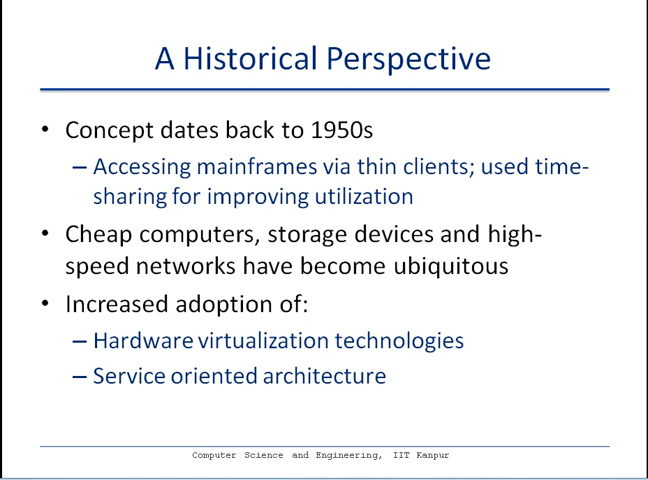 A Historical Perspective
• Concept dates back to 1950s
– Accessing mainframes via thin clients; used time-
sharing for improving utilization
• Cheap computers, storage devices and high-
speed networks have become ubiquitous
• Increased adoption of:
– Hardware virtualization technologies
– Service oriented architecture
Computer Science and Engineering, IIT Kanpur